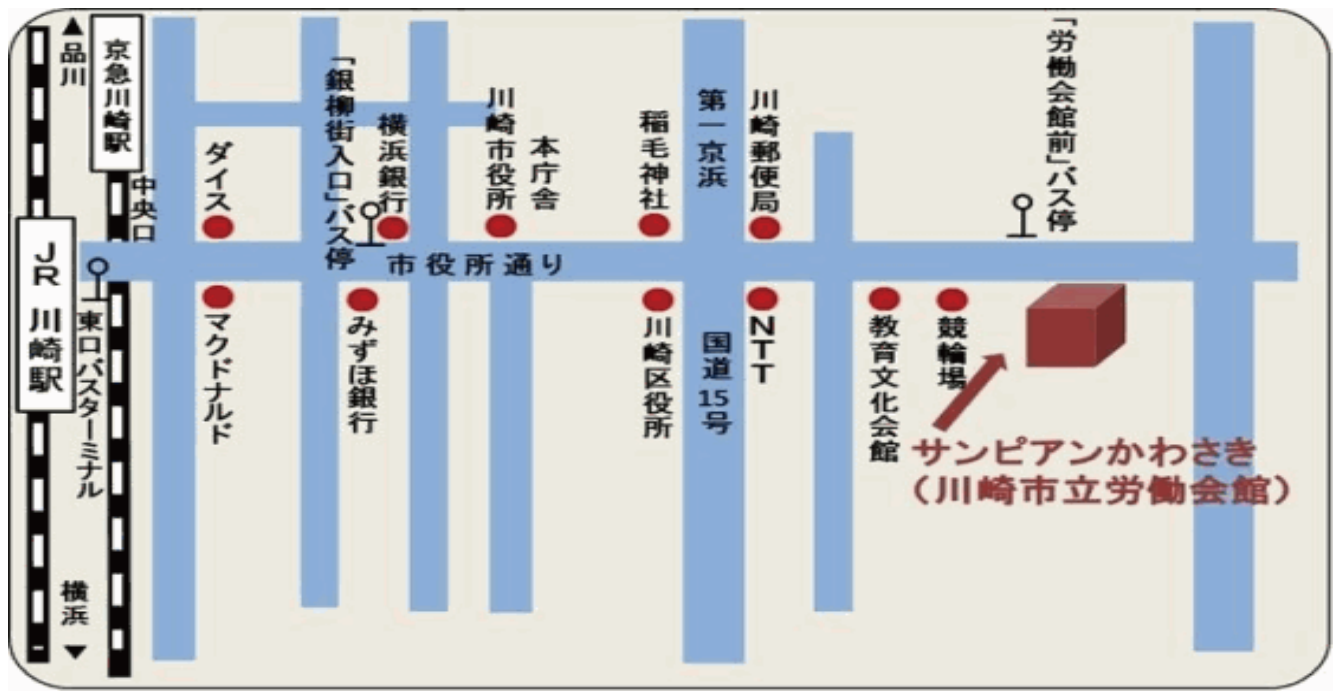 ▲品川
京急川崎駅
中央口
JR 川崎駅
東口バスターミナル
横浜▼
ダイス
マクドナルド
「銀柳街入口」バス停
横浜銀行
みずほ銀行
川崎市役所
本庁舎
市役所通り
稲毛神社
川崎区役所
第一京浜
国道15号
川崎郵便局
NTT
教育文化会館
競輪場
「労働会館前」バス停
サンピアンかわさき
（川崎市立労働会館）